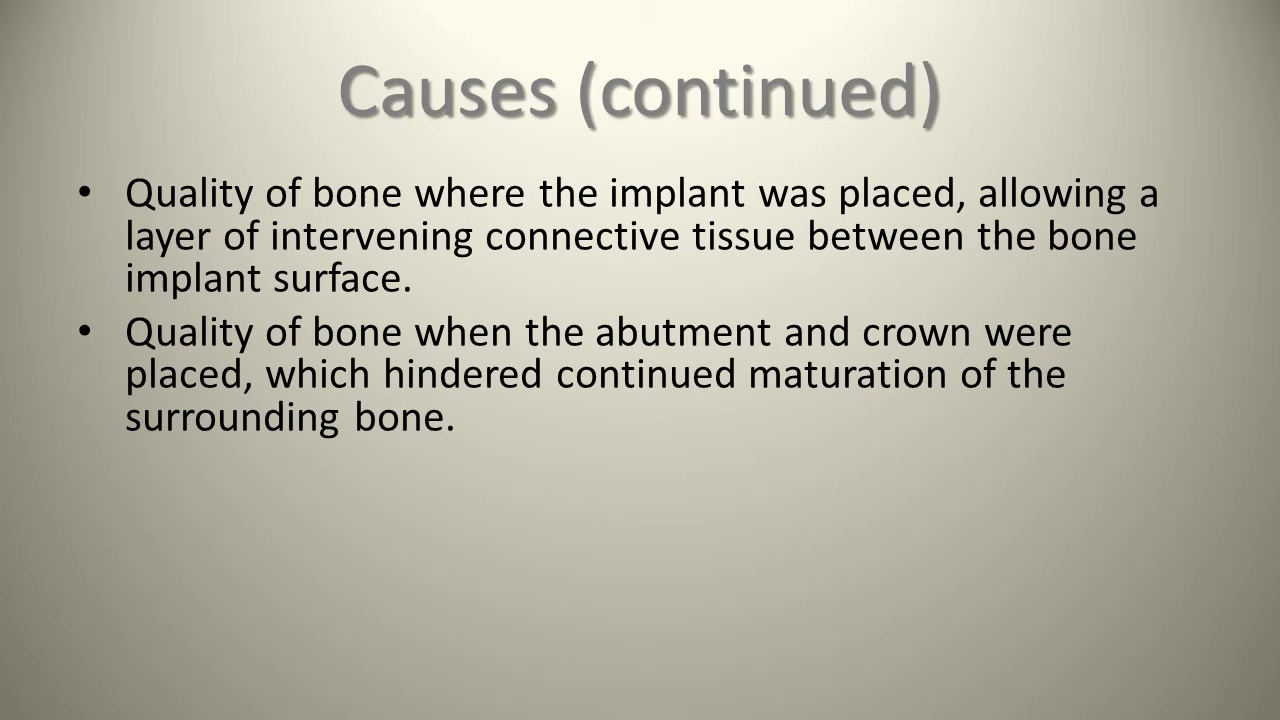 Causes (continued)
• Quality of bone where the implant was placed, allowing a
layer of intervening connective tissue between the bone
implant surface.
• Quality of bone when the abutment and crown were
placed, which hindered continued maturation of the
surrounding bone.